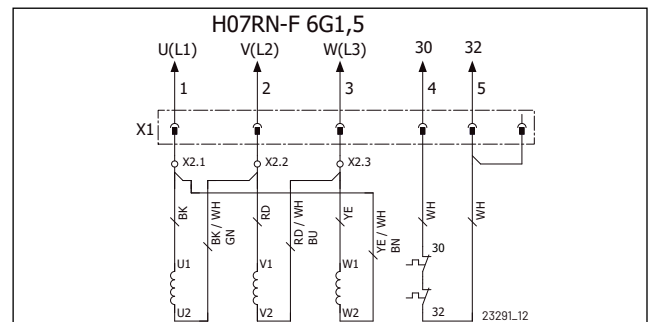 H07RN-F 6G1,5
U(L1) V(L2) W(L3) 30 32
1 2 3 4 5
X1
X2.1 X2.2 X2.3
BK BK / WH GN RD RD / WH BU YE YE / WH BN WH WH
30
U1 V1 W1
U2 V2 W2 32
23291_12